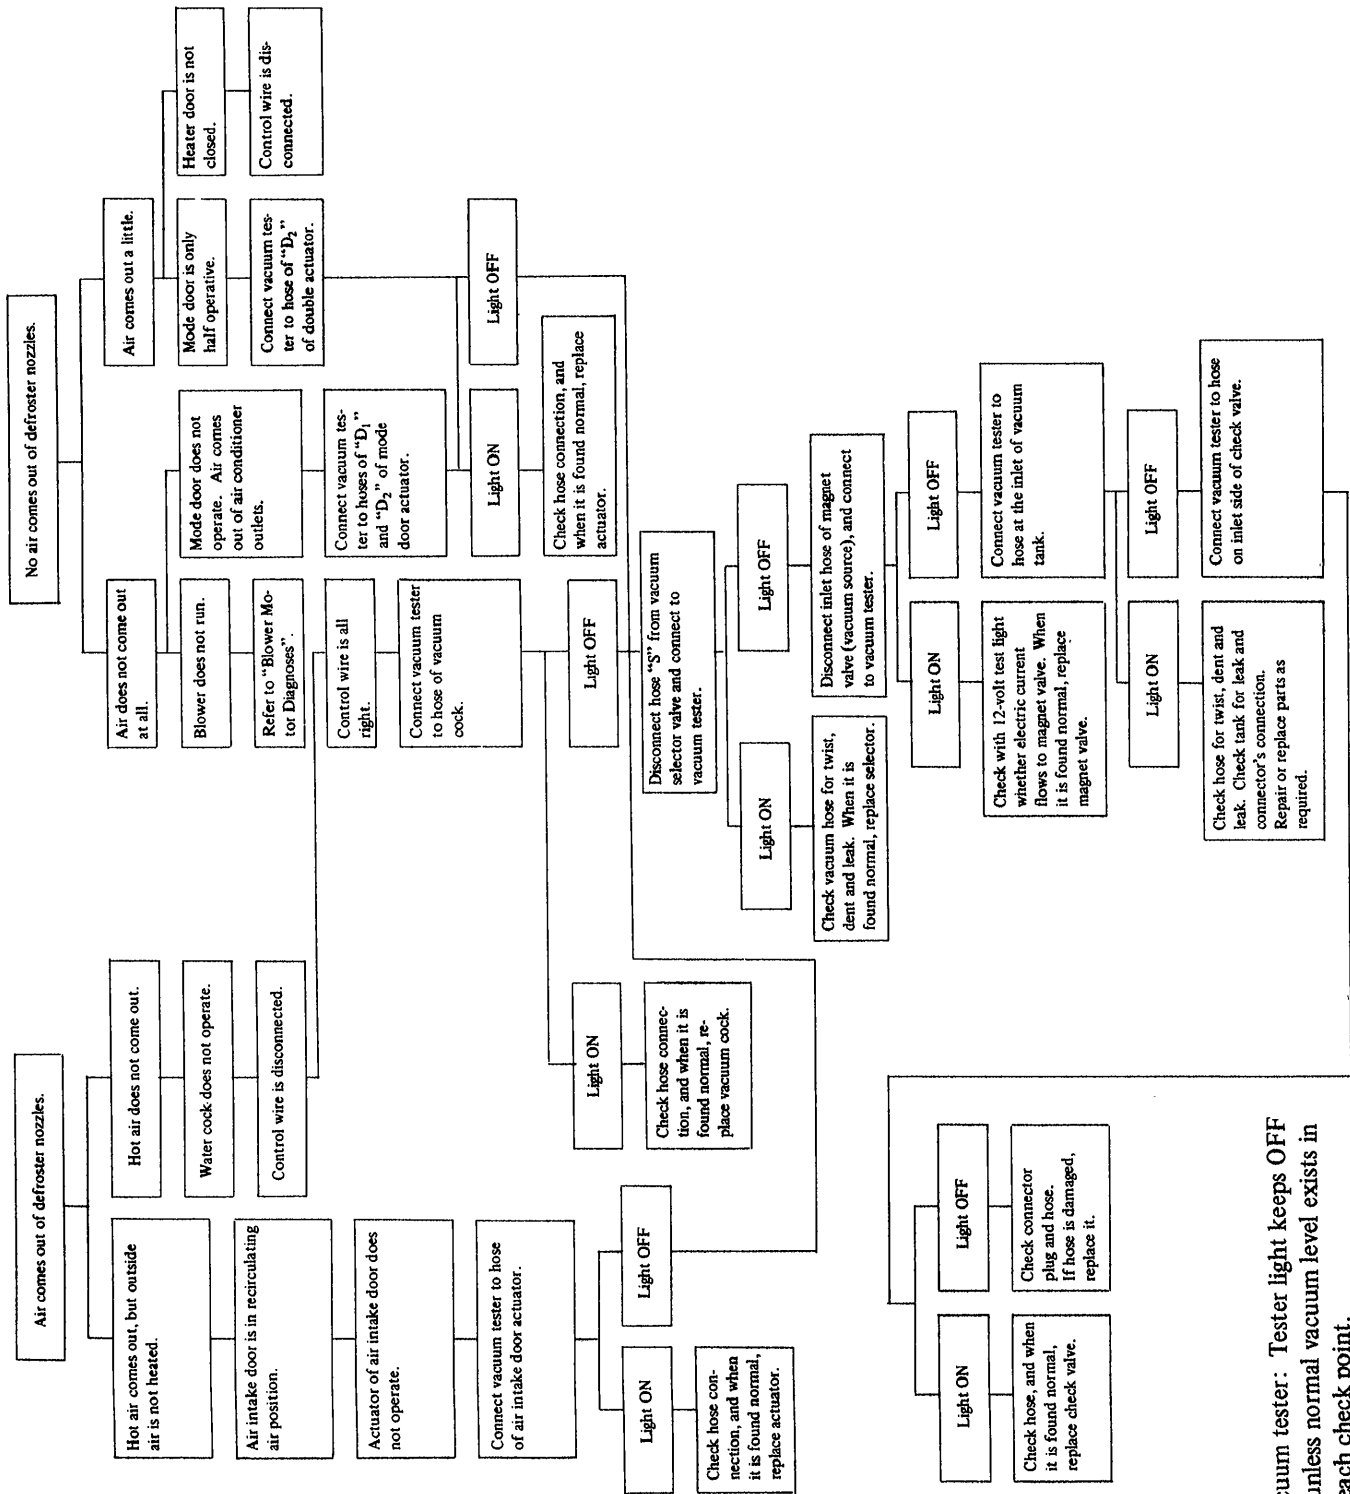 Air comes out of defroster nozzles.
Hot air comes out, but outside
air is not heated.
Air intake door is in recirculating
air position.
Actuator of air intake door does
not operate.
Connect vacuum tester to hose
of air intake door actuator.
Light ON
Check hose con-
nection, and when
it is found normal,
replace actuator.
Light OFF
Hot air does not come out.
Water cock does not operate.
Control wire is disconnected.
Control wire is all
right.
Connect vacuum tester
to hose of vacuum
cock.
Light ON
Check hose connec-
tion, and when it is
found normal, re-
place vacuum cock.
Light OFF
No air comes out of defroster nozzles.
Air does not come out
at all.
Blower does not run.
Refer to "Blower Mo-
tor Diagnoses".
Mode door does not
operate. Air comes
out of air conditioner
outlets.
Connect vacuum tes-
ter to hoses of "D1"
and "D2" of mode
door actuator.
Air comes out a little.
Mode door is only
half operative.
Connect vacuum tes-
ter to hose of "D2"
of double actuator.
Heater door is not
closed.
Control wire is dis-
connected.
Light ON
Check hose connection, and
when it is found normal, replace
actuator.
Light OFF
Disconnect hose "S" from vacuum
selector valve and connect to
vacuum tester.
Light ON
Check vacuum hose for twist,
dent and leak. When it is
found normal, replace selector.
Light OFF
Disconnect inlet hose of magnet
valve (vacuum source), and connect
to vacuum tester.
Light ON
Check with 12-volt test light
whether electric current
flows to magnet valve. When
it is found normal, replace
magnet valve.
Light OFF
Connect vacuum tester to
hose at the inlet of vacuum
tank.
Light ON
Check hose for twist, dent and
leak. Check tank for leak and
connector's connection.
Repair or replace parts as
required.
Light OFF
Connect vacuum tester to hose
on inlet side of check valve.
Light ON
Check hose, and when
it is found normal,
replace check valve.
Light OFF
Check connector
plug and hose.
If hose is damaged,
replace it.
cuum tester: Tester light keeps OFF
unless normal vacuum level exists in
each check point.